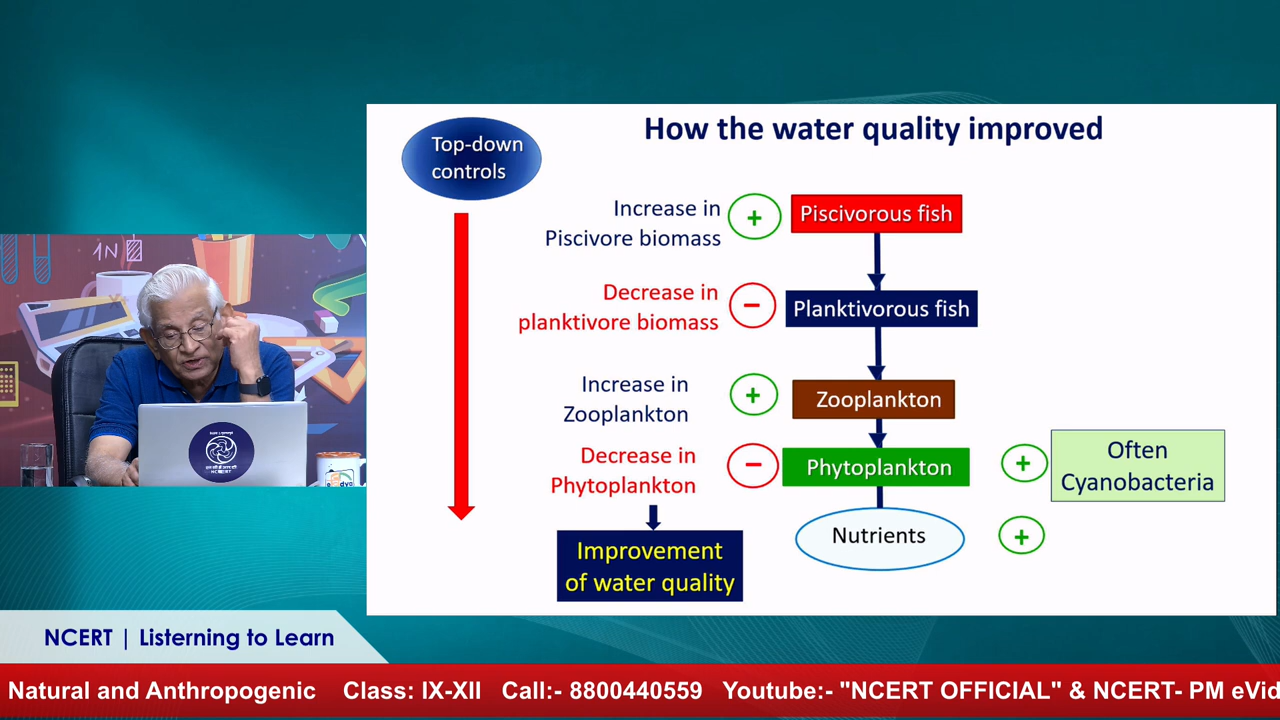 How the water quality improved
Top-down
controls
Increase in
Piscivore biomass
+
Piscivorous fish
Decrease in
planktivore biomass
−
Planktivorous fish
Increase in
Zooplankton
+
Zooplankton
Decrease in
Phytoplankton
−
Phytoplankton
+
Often
Cyanobacteria
Improvement
of water quality
Nutrients
+
1N
NCERT
NCERT | Listerning to Learn
Natural and Anthropogenic Class: IX-XII Call:- 8800440559 Youtube:- "NCERT OFFICIAL" & NCERT- PM eVid